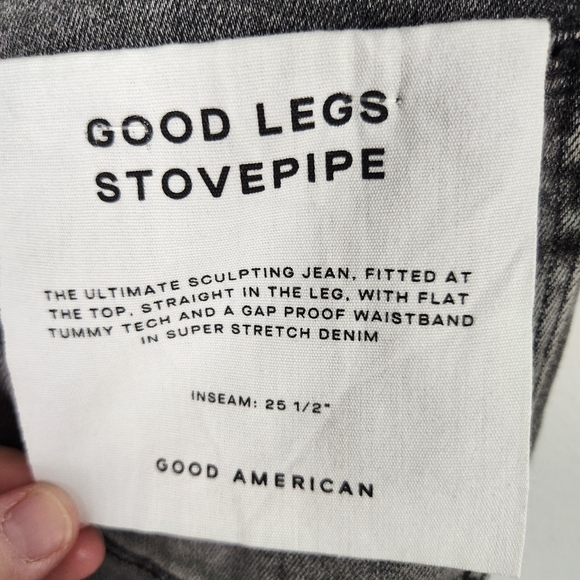 GOOD LEGS
STOVEPIPE
THE ULTIMATE SCULPTING JEAN, FITTED AT
THE TOP, STRAIGHT IN THE LEG, WITH FLAT
TUMMY TECH AND A GAP PROOF WAISTBAND
IN SUPER STRETCH DENIM
INSEAM: 25 1/2"
GOOD AMERICAN